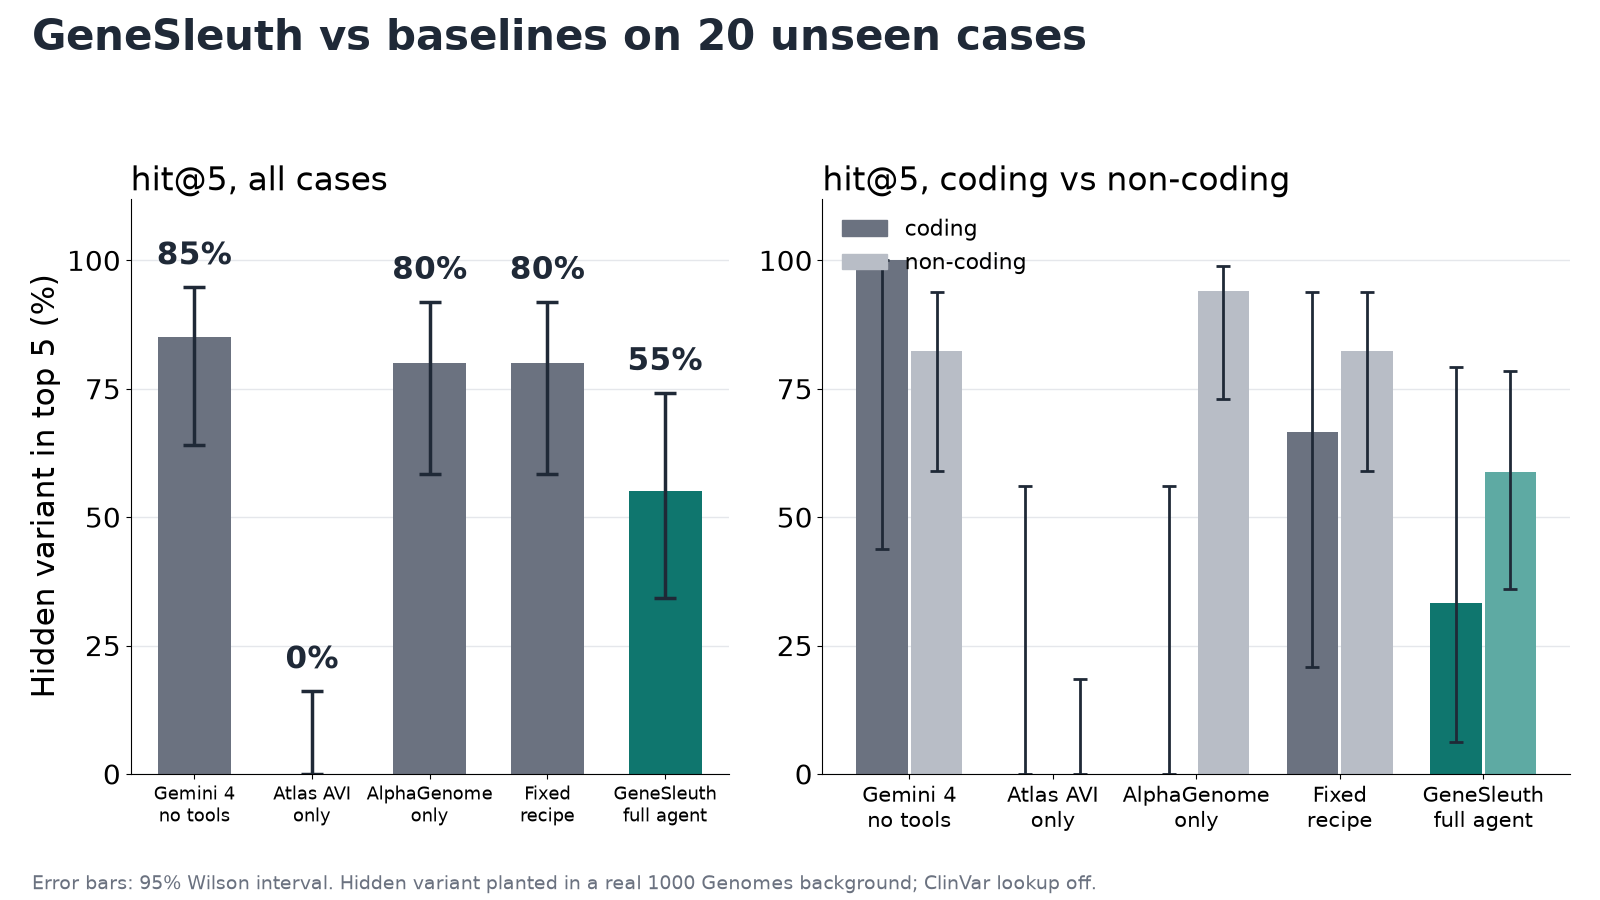 GeneSleuth vs baselines on 20 unseen cases
hit@5, all cases
Hidden variant in top 5 (%)
100
75
50
25
0
85%
0%
80%
80%
55%
Gemini 4
no tools
Atlas AVI
only
AlphaGenome
only
Fixed
recipe
GeneSleuth
full agent
hit@5, coding vs non-coding
coding
non-coding
100
75
50
25
0
Gemini 4
no tools
Atlas AVI
only
AlphaGenome
only
Fixed
recipe
GeneSleuth
full agent
Error bars: 95% Wilson interval. Hidden variant planted in a real 1000 Genomes background; ClinVar lookup off.